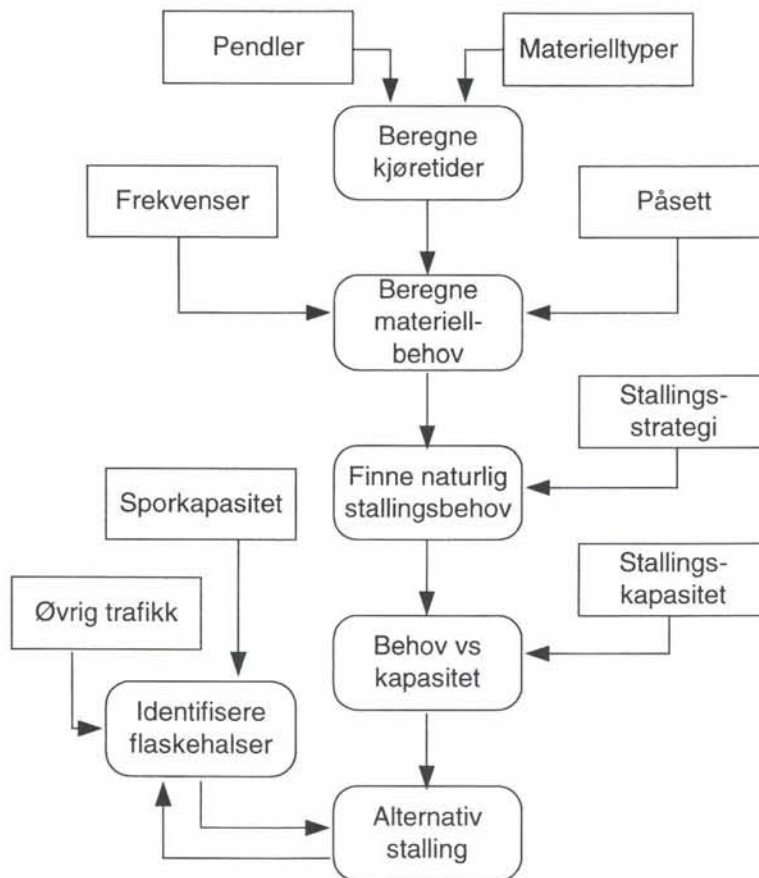 Pendler
Materielltyper
Beregne
kjøretider
Frekvenser
Påsett
Beregne
materiell-
behov
Stallings-
strategi
Finne naturlig
stallingsbehov
Sporkapasitet
Stallings-
kapasitet
Øvrig trafikk
Behov vs
kapasitet
Identifisere
flaskehalser
Alternativ
stalling